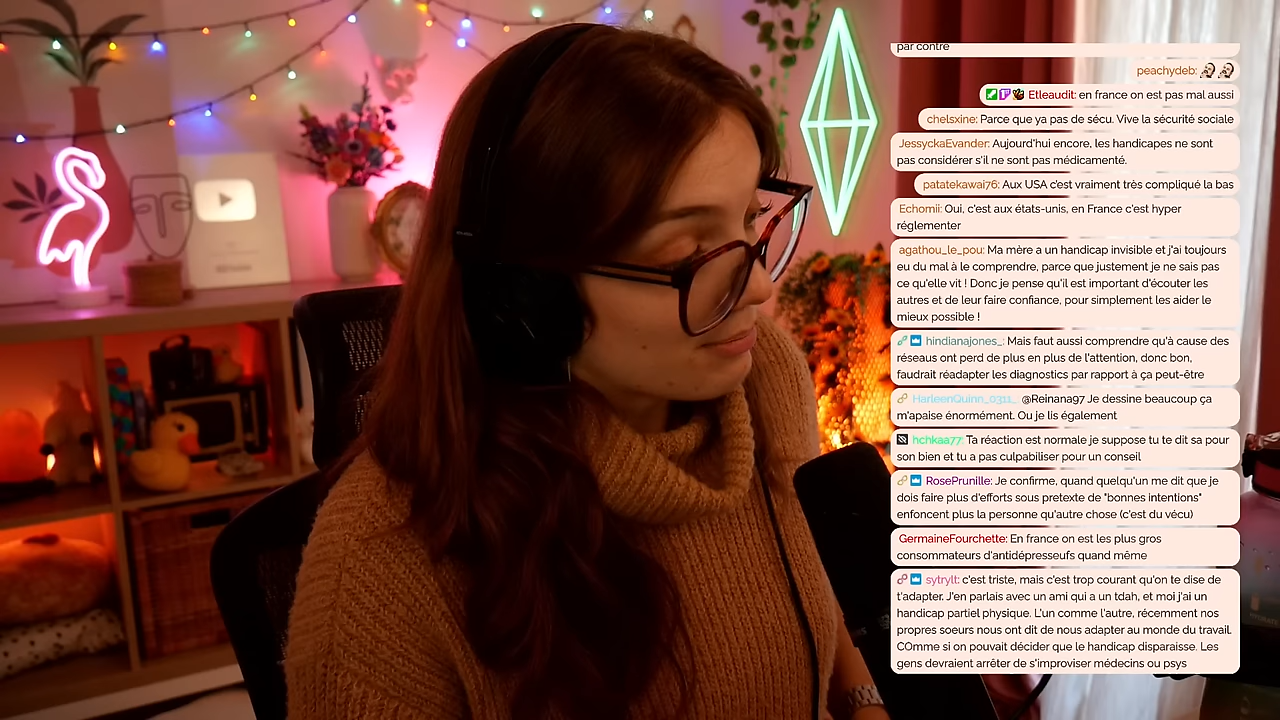 par contre
peachydeb:
Etleaudit: en france on est pas mal aussi
chelsxine: Parce que ya pas de sécu. Vive la sécurité sociale
JessyckaEvander: Aujourd'hui encore, les handicapes ne sont
pas considérer s'il ne sont pas médicamenté.
patatekawai76: Aux USA c'est vraiment très compliqué la bas
Echomii: Oui, c'est aux états-unis, en France c'est hyper
réglementer
agathou_le_pou: Ma mère a un handicap invisible et j'ai toujours
eu du mal à le comprendre, parce que justement je ne sais pas
ce qu'elle vit ! Donc je pense qu'il est important d'écouter les
autres et de leur faire confiance, pour simplement les aider le
mieux possible !
hindianajones_: Mais faut aussi comprendre qu'à cause des
réseaus ont perd de plus en plus de l'attention, donc bon,
faudrait réadapter les diagnostics par rapport à ça peut-être
HarleenQuinn_0311_: @Reinana97 Je dessine beaucoup ça
m'apaise énormément. Ou je lis également
hchkaa77: Ta réaction est normale je suppose tu te dit sa pour
son bien et tu a pas culpabiliser pour un conseil
RosePrunille: Je confirme, quand quelqu'un me dit que je
dois faire plus d'efforts sous pretexte de "bonnes intentions"
enfoncent plus la personne qu'autre chose (c'est du vécu)
GermaineFourchette: En france on est les plus gros
consommateurs d'antidépresseufs quand même
sytrylt: c'est triste, mais c'est trop courant qu'on te dise de
t'adapter. J'en parlais avec un ami qui a un tdah, et moi j'ai un
handicap partiel physique. L'un comme l'autre, récemment nos
propres soeurs nous ont dit de nous adapter au monde du travail.
COmme si on pouvait décider que le handicap disparaisse. Les
gens devraient arrêter de s'improviser médecins ou psys